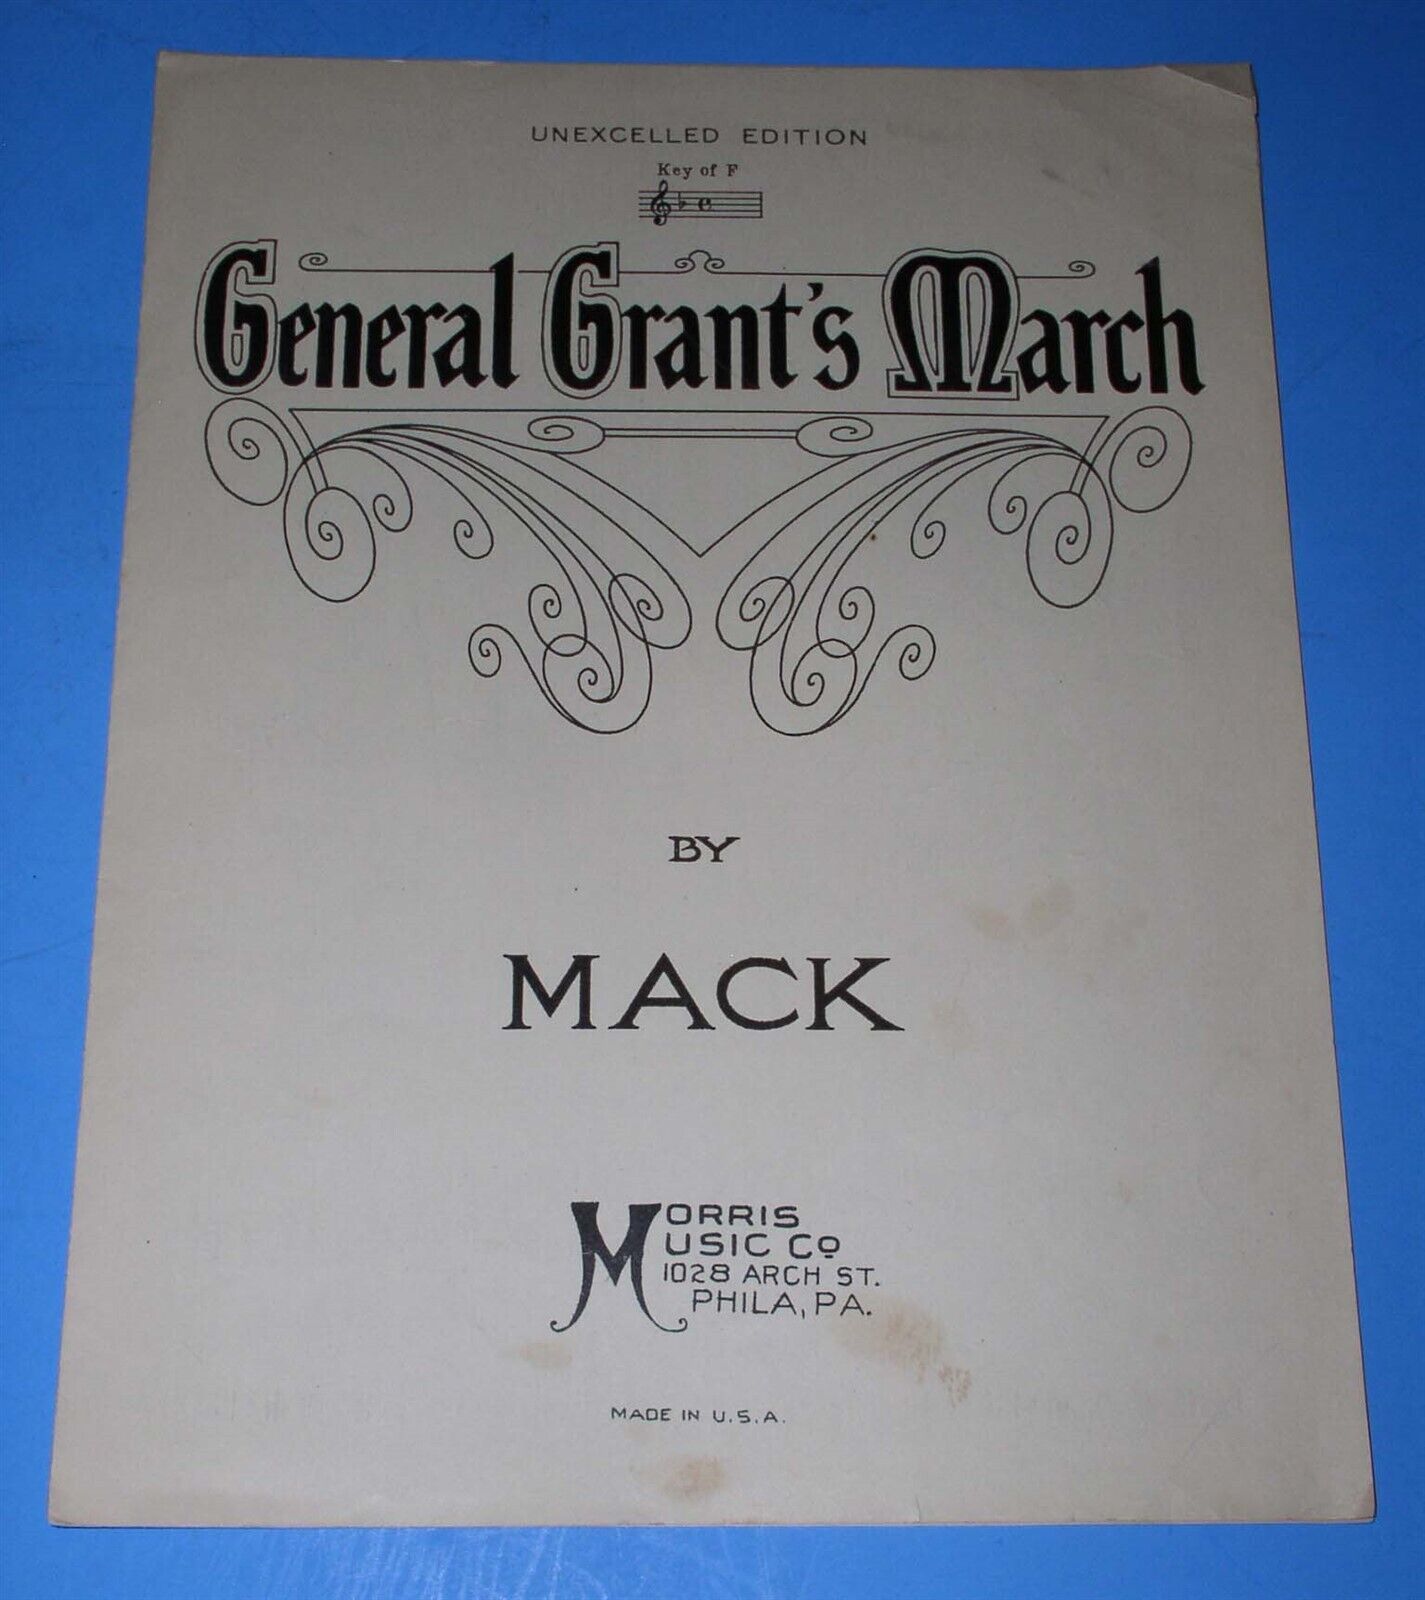 UNEXCELLED EDITION
Key of F
General Grant's March
BY
MACK
MORRIS
MUSIC Co
1028 ARCH ST.
PHILA, PA.
MADE IN U.S.A.